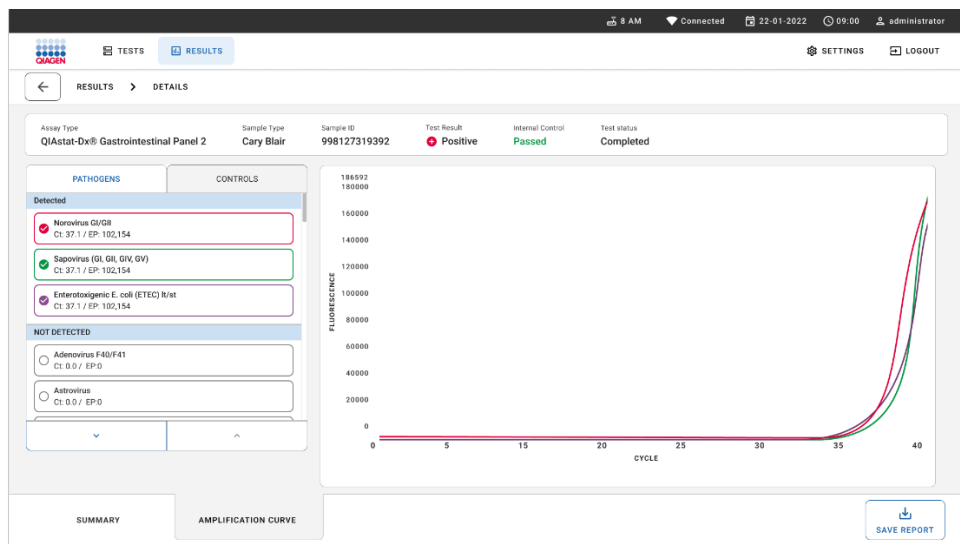 8 AM Connected 22-01-2022 09:00 administrator
QIAGEN TESTS RESULTS SETTINGS LOGOUT
RESULTS > DETAILS
Assay Type Sample Type Sample ID Test Result Internal Control Test status
QIAstat-Dx® Gastrointestinal Panel 2 Cary Blair 998127319392 Positive Passed Completed
PATHOGENS CONTROLS
Detected
Norovirus GI/GII
Ct: 37.1 / EP: 102,154
Sapovirus (GI, GII, GIV, GV)
Ct: 37.1 / EP: 102,154
Enterotoxigenic E. coli (ETEC) lt/st
Ct: 37.1 / EP: 102,154
NOT DETECTED
Adenovirus F40/F41
Ct: 0.0 / EP:0
Astrovirus
Ct: 0.0 / EP:0
186592
180000
160000
140000
120000
100000
80000
60000
40000
20000
0
FLUORESCENCE
0 5 15 20 25 30 35 40
CYCLE
SUMMARY AMPLIFICATION CURVE
SAVE REPORT